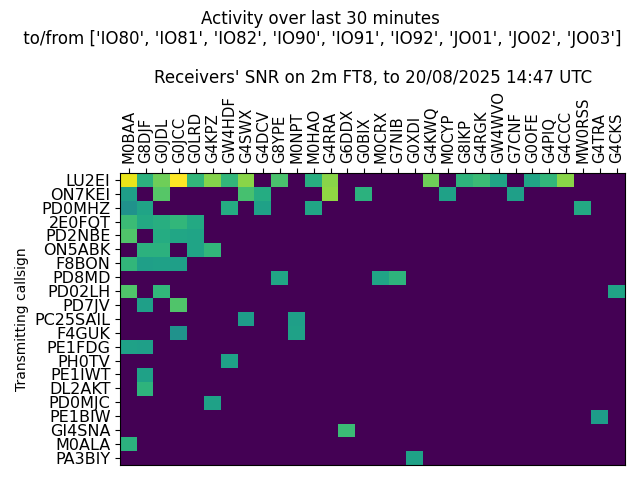 Activity over last 30 minutes
to/from ['IO80', 'IO81', 'IO82', 'IO90', 'IO91', 'IO92', 'JO01', 'JO02', 'JO03']
Receivers' SNR on 2m FT8, to 20/08/2025 14:47 UTC
M0BAA
G8DJF
G0JDL
G0JCC
G0LRD
G4KPZ
GW4HDF
G4SWX
G4DCV
G8YPE
M0NPT
M0HAO
G4RRA
G6DDX
G0BIX
M0CRX
G7NIB
G0XDI
G4KWQ
M0CYP
G8IKP
G4RGK
GW4WVO
G7CNF
G0OFE
G4PIQ
G4CCC
MW0RSS
G4TRA
G4CKS
Transmitting callsign
LU2EI
ON7KEI
PD0MHZ
2E0FQT
PD2NBE
ON5ABK
F8BON
PD8MD
PD02LH
PD7JV
PC25SAIL
F4GUK
PE1FDG
PH0TV
PE1IWT
DL2AKT
PD0MJC
PE1BIW
GI4SNA
M0ALA
PA3BIY